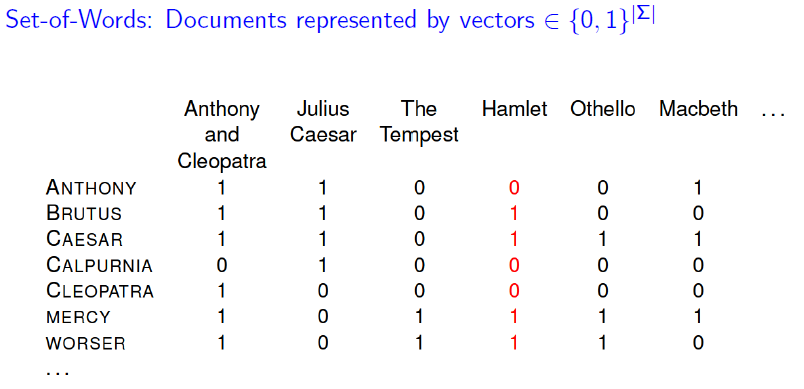 Set-of-Words: Documents represented by vectors ∈ {0, 1}^|Σ|
Anthony Julius The Hamlet Othello Macbeth ...
and Caesar Tempest
Cleopatra
ANTHONY 1 1 0 0 0 1
BRUTUS 1 1 0 1 0 0
CAESAR 1 1 0 1 1 1
CALPURNIA 0 1 0 0 0 0
CLEOPATRA 1 0 0 0 0 0
MERCY 1 0 1 1 1 1
WORSER 1 0 1 1 1 0
...